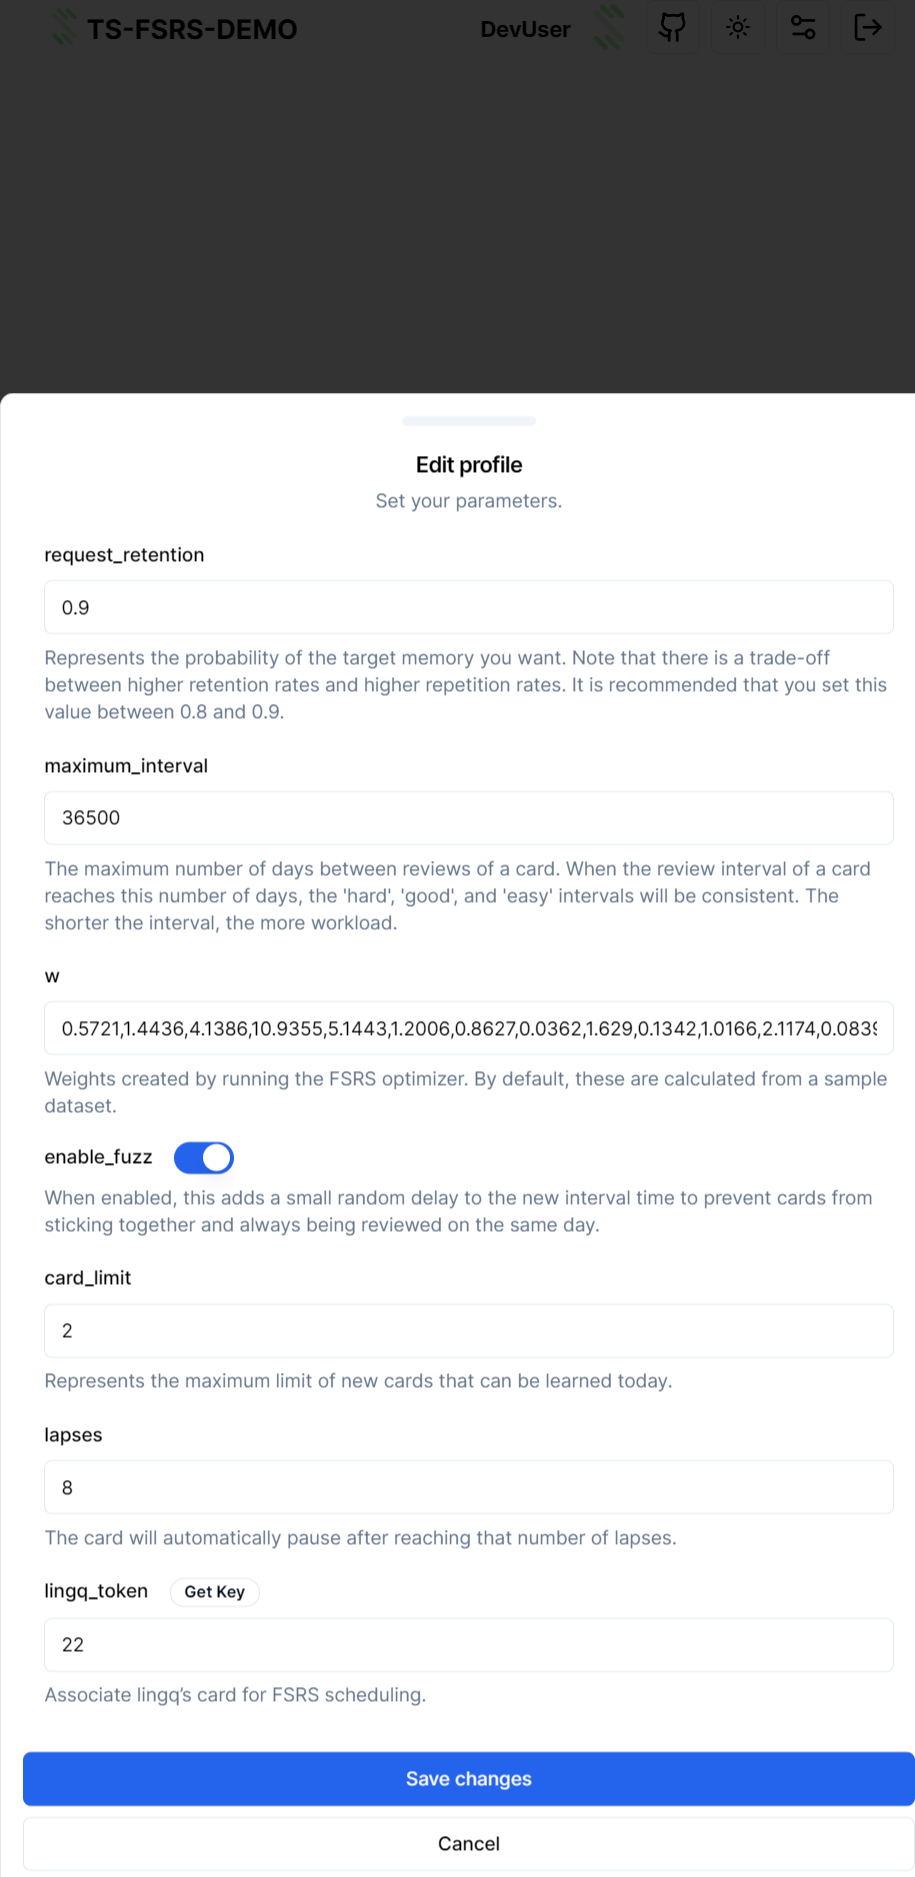 TS-FSRS-DEMO DevUser
Edit profile
Set your parameters.
request_retention
0.9
Represents the probability of the target memory you want. Note that there is a trade-off
between higher retention rates and higher repetition rates. It is recommended that you set this
value between 0.8 and 0.9.
maximum_interval
36500
The maximum number of days between reviews of a card. When the review interval of a card
reaches this number of days, the 'hard', 'good', and 'easy' intervals will be consistent. The
shorter the interval, the more workload.
w
0.5721,1.4436,4.1386,10.9355,5.1443,1.2006,0.8627,0.0362,1.629,0.1342,1.0166,2.1174,0.0839
Weights created by running the FSRS optimizer. By default, these are calculated from a sample
dataset.
enable_fuzz
When enabled, this adds a small random delay to the new interval time to prevent cards from
sticking together and always being reviewed on the same day.
card_limit
2
Represents the maximum limit of new cards that can be learned today.
lapses
8
The card will automatically pause after reaching that number of lapses.
lingq_token Get Key
22
Associate lingq's card for FSRS scheduling.
Save changes
Cancel